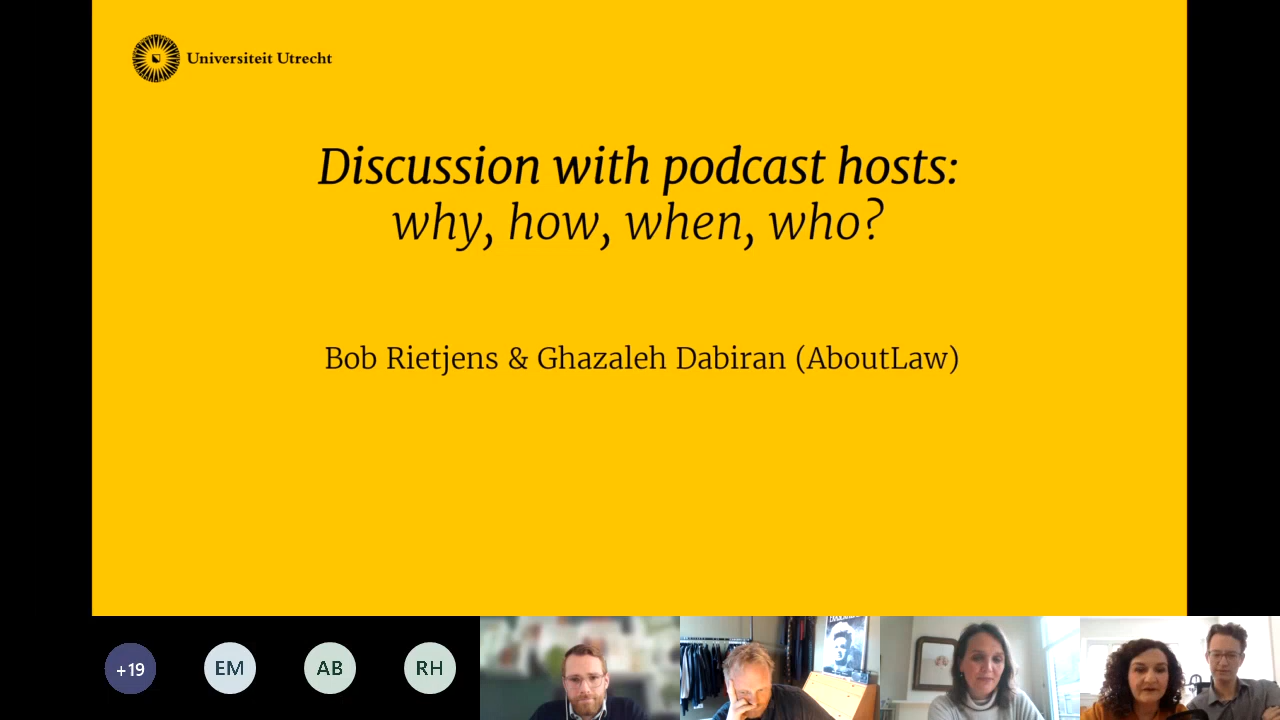 Universiteit Utrecht
Discussion with podcast hosts:
why, how, when, who?
Bob Rietjens & Ghazaleh Dabiran (AboutLaw)
+19
EM
AB
RH